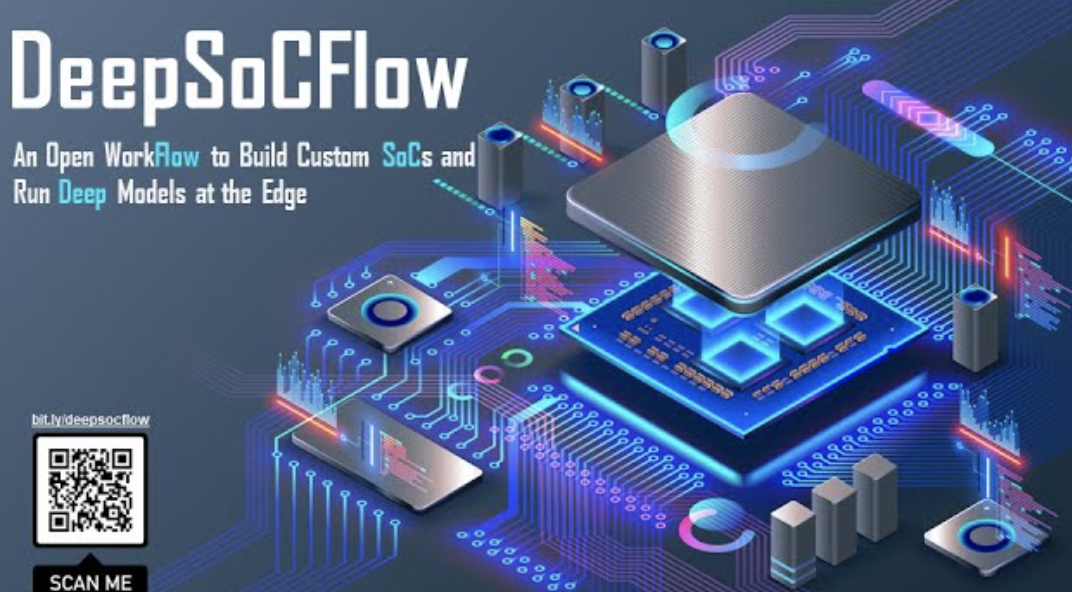 DeepSoCFlow
An Open Workflow to Build Custom SoCs and
Run Deep Models at the Edge
bit.ly/deepsocflow
SCAN ME